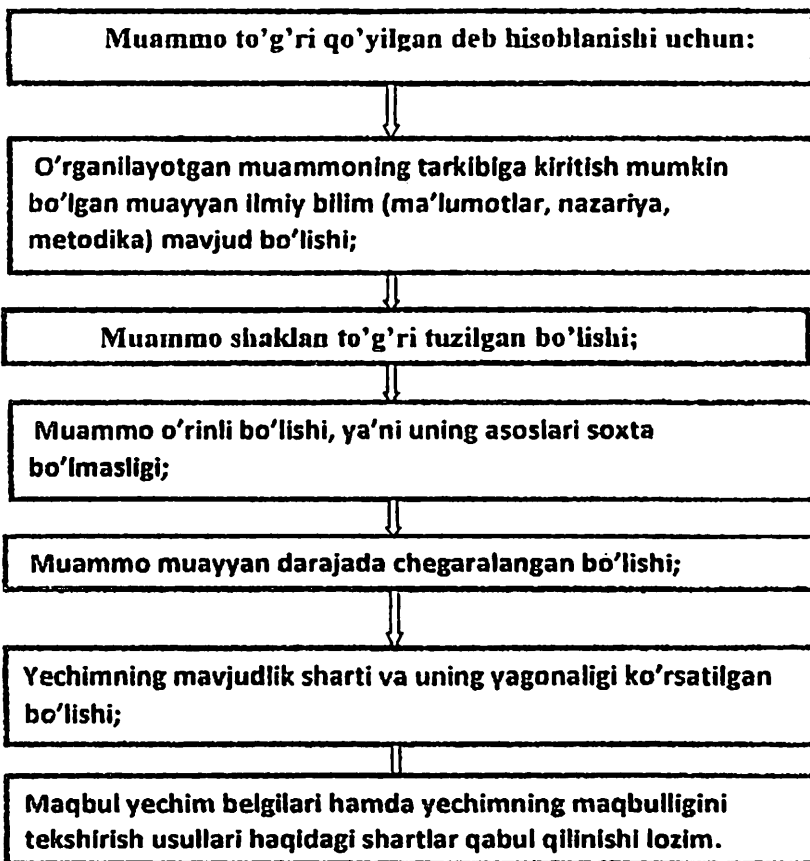 Muammo to'g'ri qo'yilgan deb hisoblanishi uchun:
O'rganilayotgan muammoning tarkibiga kiritish mumkin
bo'lgan muayyan ilmiy bilim (ma'lumotlar, nazariya,
metodika) mavjud bo'lishi;
Muammo shaklan to'g'ri tuzilgan bo'lishi;
Muammo o'rinli bo'lishi, ya'ni uning asoslari soxta
bo'lmasligi;
Muammo muayyan darajada chegaralangan bo'lishi;
Yechimning mavjudlik sharti va uning yagonaligi ko'rsatilgan
bo'lishi;
Maqbul yechim belgilari hamda yechimning maqbulligini
tekshirish usullari haqidagi shartlar qabul qilinishi lozim.